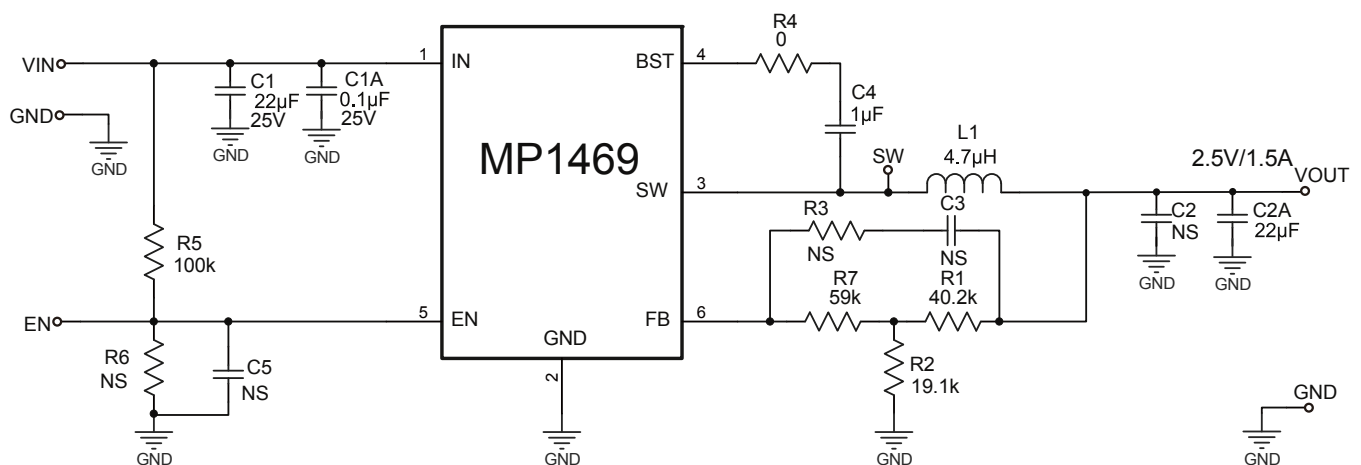 VIN
GND
GND
C1
22µF
25V
GND
C1A
0.1µF
25V
GND
1
IN
MP1469
BST
4
R4
0
C4
1µF
SW
3
SW
L1
4.7µH
2.5V/1.5A
VOUT
C2
NS
GND
C2A
22µF
GND
R3
NS
C3
NS
R5
100k
R7
59k
R1
40.2k
EN
5
EN
FB
6
GND
2
GND
R6
NS
C5
NS
GND
R2
19.1k
GND
GND
GND